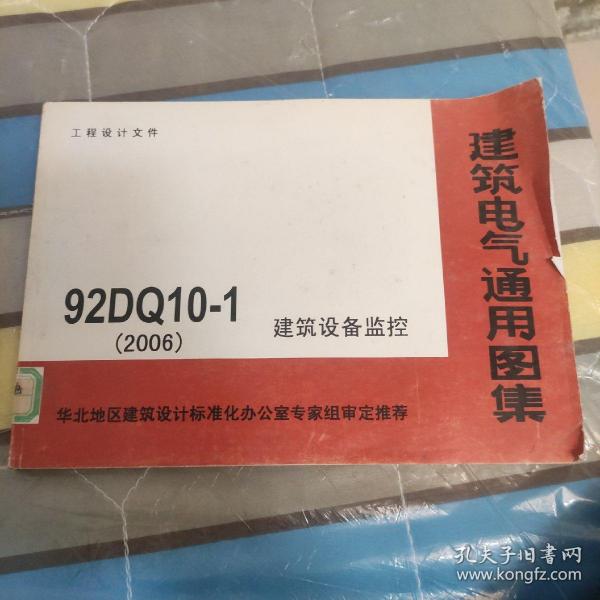 工程设计文件
92DQ10-1
(2006)
建筑设备监控
建筑电气通用图集
华北地区建筑设计标准化办公室专家组审定推荐
孔夫子旧书网
www.kongfz.com